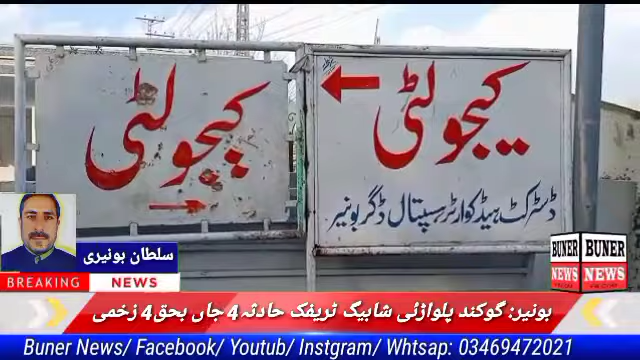 کیجولٹی
کیجولٹی
ڈسٹرکٹ ہیڈکوارٹر ہسپتال ڈگر بونیر
سلطان بونیری
BREAKING NEWS
BUNER NEWS
BUNER NEWS
بونیر: گوکند پلواڑئی شابیگ ٹریفک حادثہ 4 جاں بحق 4 زخمی
Buner News/ Facebook/ Youtub/ Instgram/ Whtsap: 03469472021